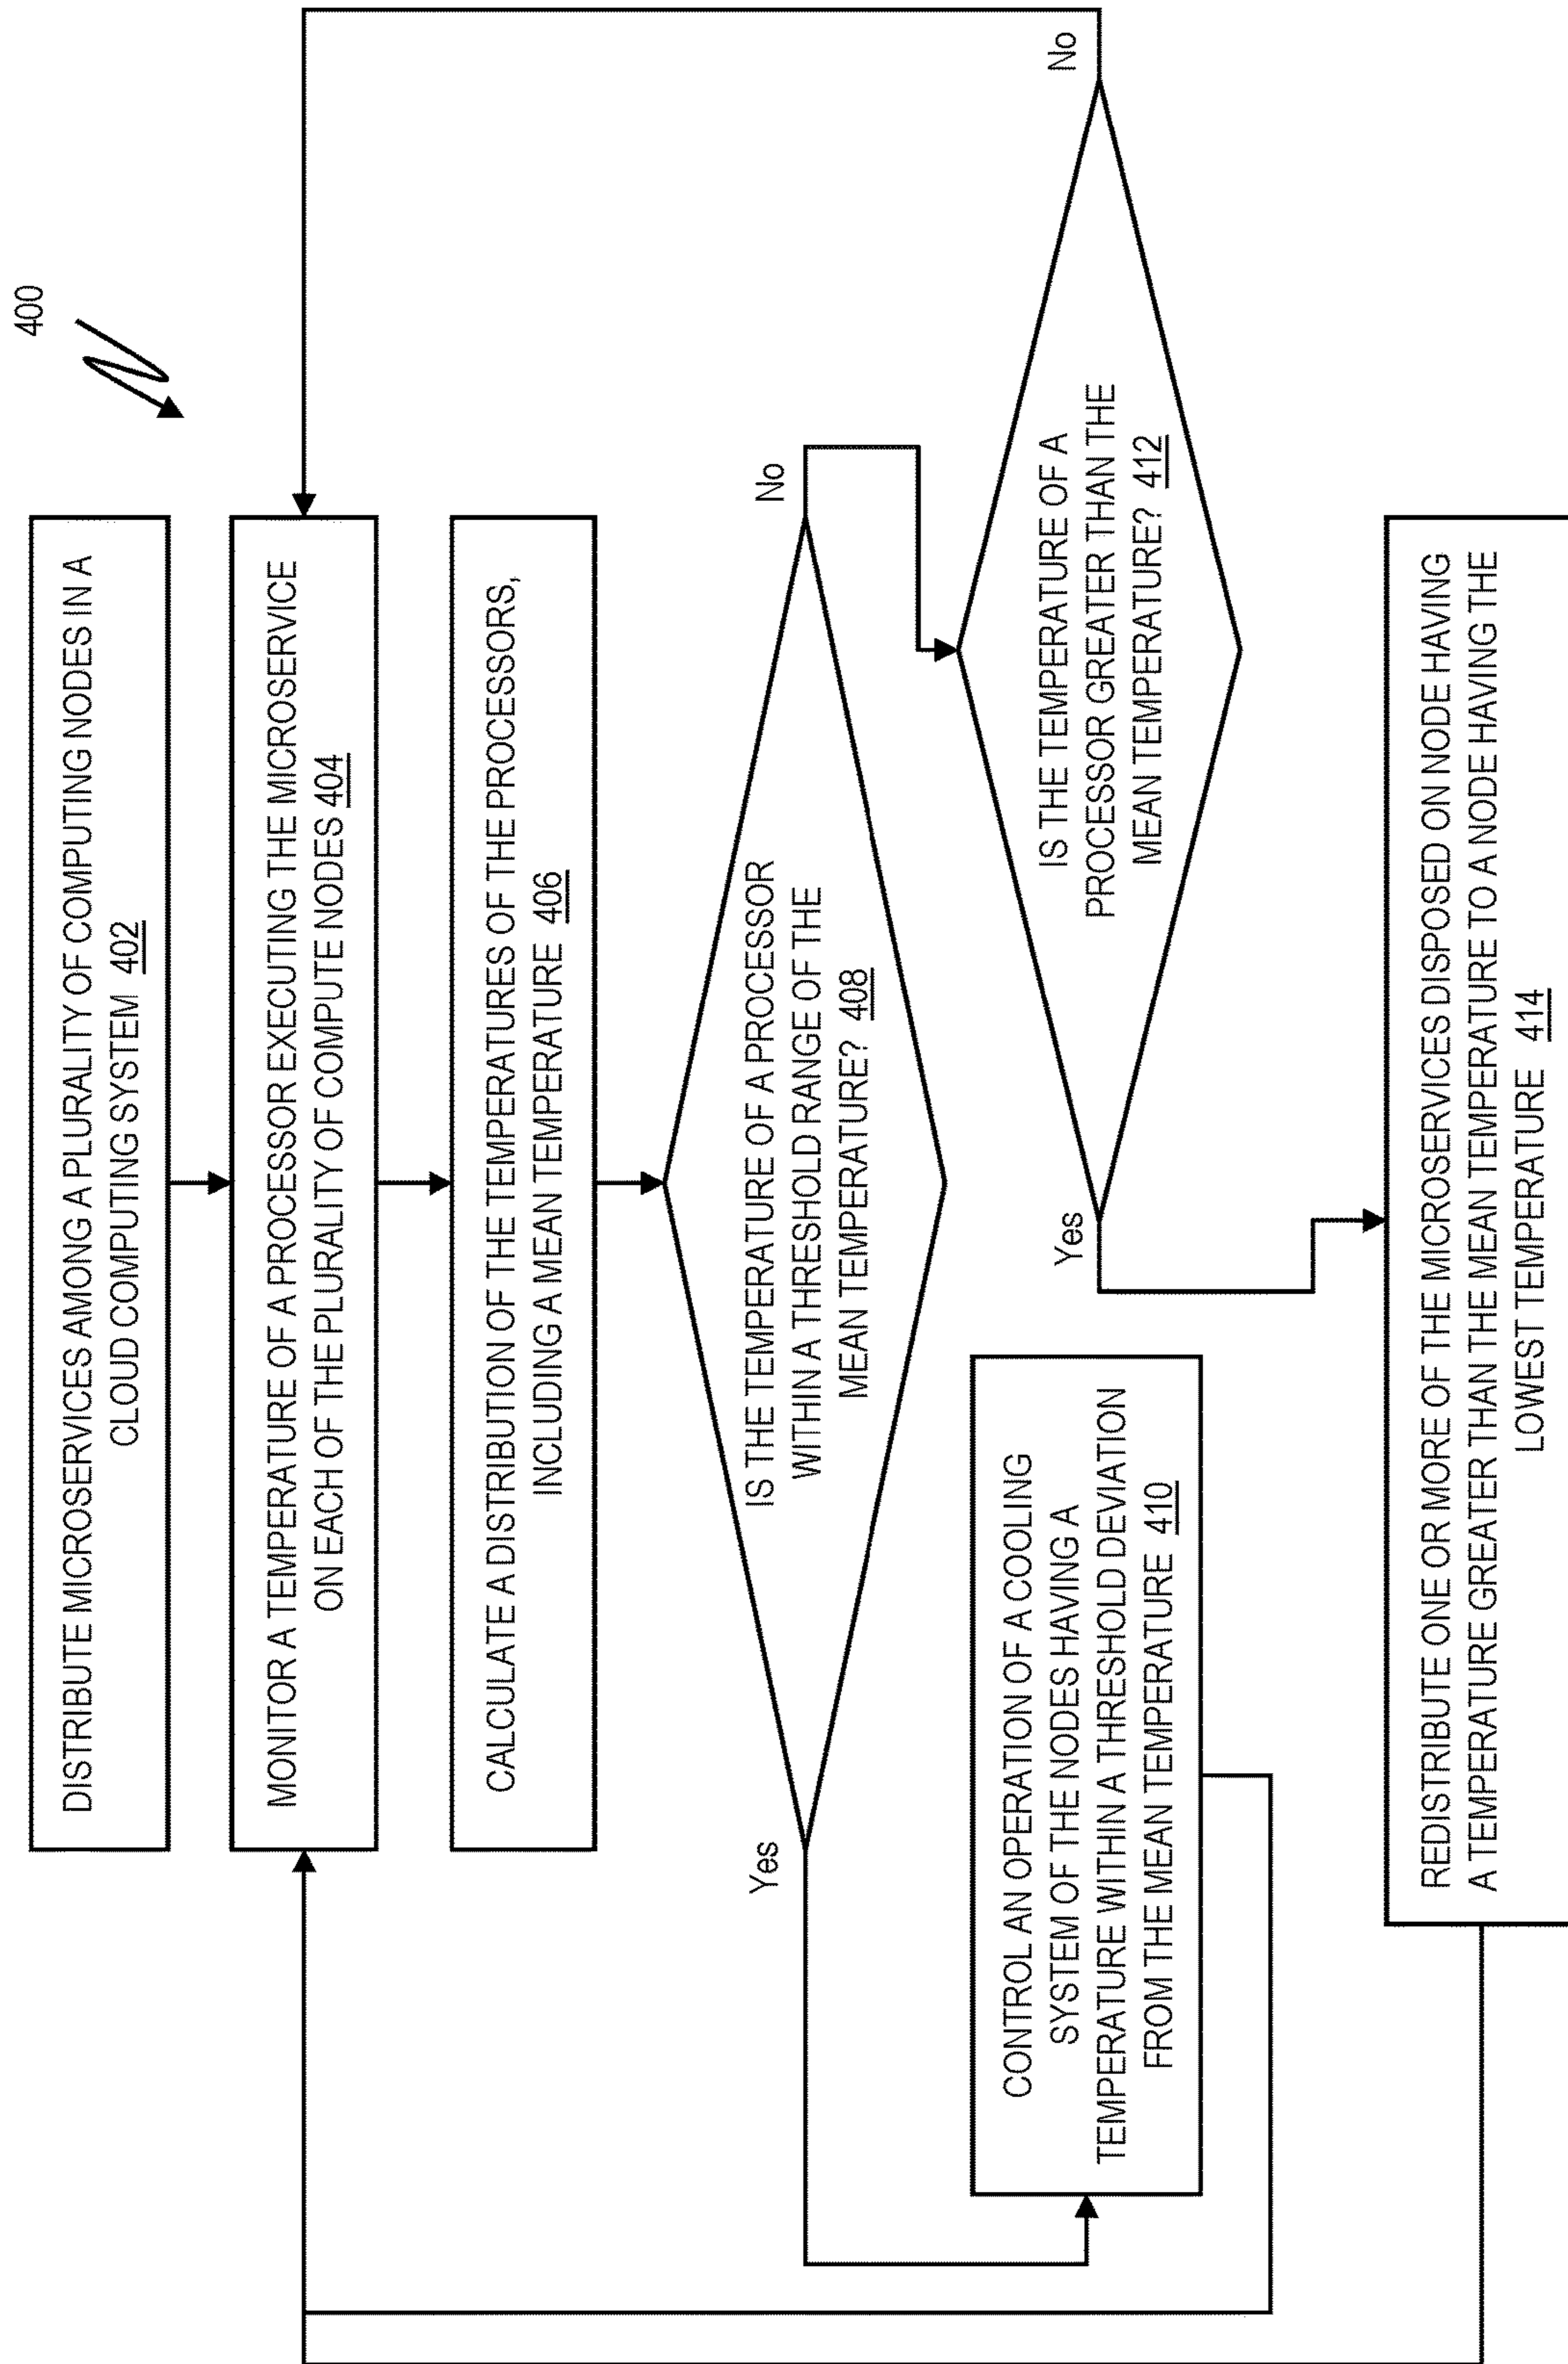 400
DISTRIBUTE MICROSERVICES AMONG A PLURALITY OF COMPUTING NODES IN A
CLOUD COMPUTING SYSTEM 402
MONITOR A TEMPERATURE OF A PROCESSOR EXECUTING THE MICROSERVICE
ON EACH OF THE PLURALITY OF COMPUTE NODES 404
CALCULATE A DISTRIBUTION OF THE TEMPERATURES OF THE PROCESSORS,
INCLUDING A MEAN TEMPERATURE 406
IS THE TEMPERATURE OF A PROCESSOR
WITHIN A THRESHOLD RANGE OF THE
MEAN TEMPERATURE? 408
Yes
No
CONTROL AN OPERATION OF A COOLING
SYSTEM OF THE NODES HAVING A
TEMPERATURE WITHIN A THRESHOLD DEVIATION
FROM THE MEAN TEMPERATURE 410
IS THE TEMPERATURE OF A
PROCESSOR GREATER THAN THE
MEAN TEMPERATURE? 412
Yes
No
REDISTRIBUTE ONE OR MORE OF THE MICROSERVICES DISPOSED ON NODE HAVING
A TEMPERATURE GREATER THAN THE MEAN TEMPERATURE TO A NODE HAVING THE
LOWEST TEMPERATURE 414